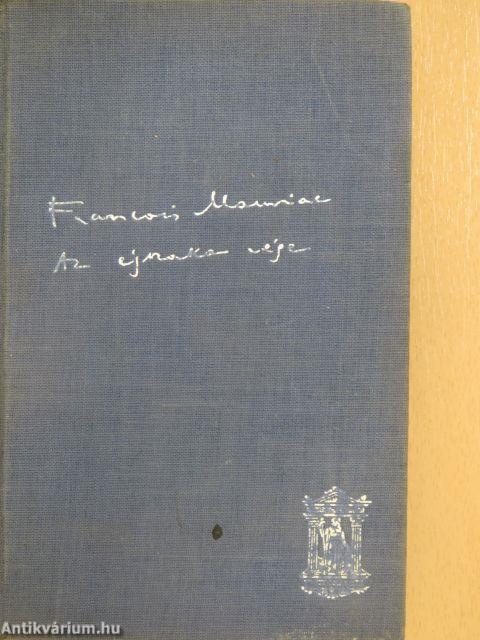 Francois Mauriac
Az éjszaka vége
Antikvárium.hu